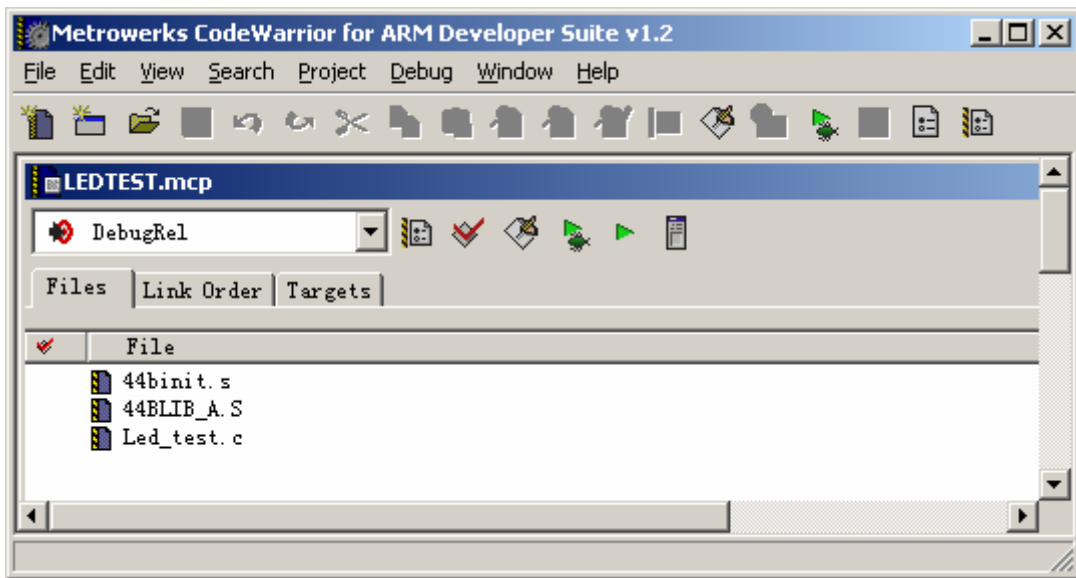 Metrowerks CodeWarrior for ARM Developer Suite v1.2
File Edit View Search Project Debug Window Help
LEDTEST.mcp
DebugRel
Files Link Order Targets
File
44binit.s
44BLIB_A.S
Led_test.c